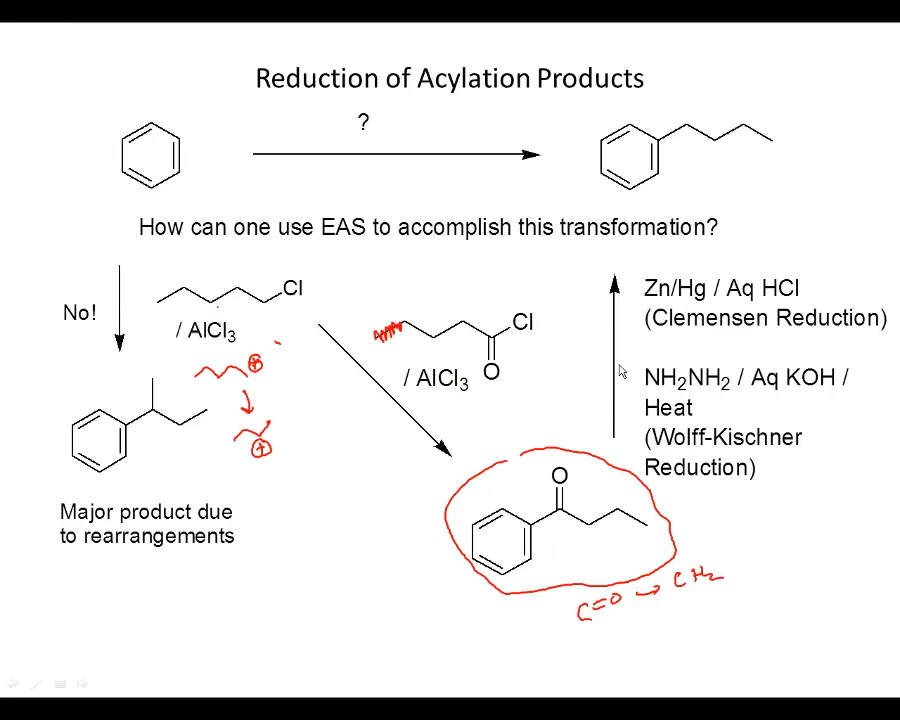 Reduction of Acylation Products
?
How can one use EAS to accomplish this transformation?
No!
Cl
/ AlCl3
Cl
O
/ AlCl3
Zn/Hg / Aq HCl
(Clemensen Reduction)
NH2NH2 / Aq KOH /
Heat
(Wolff-Kischner
Reduction)
Major product due
to rearrangements
O
C=O → CH2